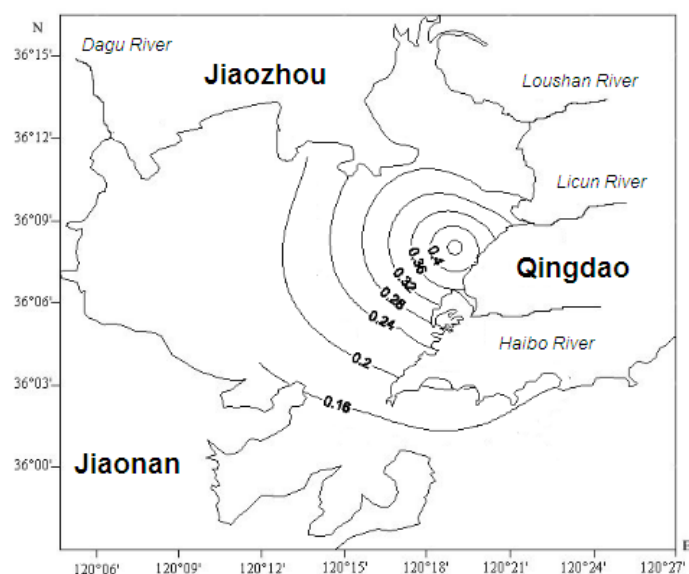 N
36°15'
Dagu River
Jiaozhou
Loushan River
36°12'
Licun River
36°09'
Qingdao
0.4
0.36
0.32
0.28
0.24
0.2
0.16
36°06'
Haibo River
36°03'
Jiaonan
36°00'
E
120°06'
120°09'
120°12'
120°15'
120°18'
120°21'
120°24'
120°27'